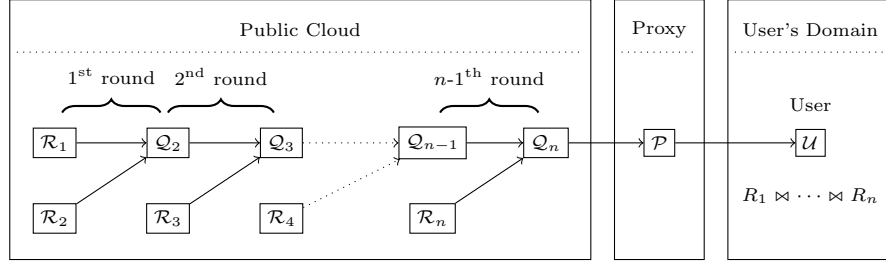 Public Cloud Proxy User's Domain
1st round 2nd round n-1th round
User
ℛ₁ 𝒬₂ 𝒬₃ 𝒬ₙ₋₁ 𝒬ₙ 𝒫 𝒰
ℛ₂ ℛ₃ ℛ₄ ℛₙ R₁ ⋈ ⋯ ⋈ Rₙ